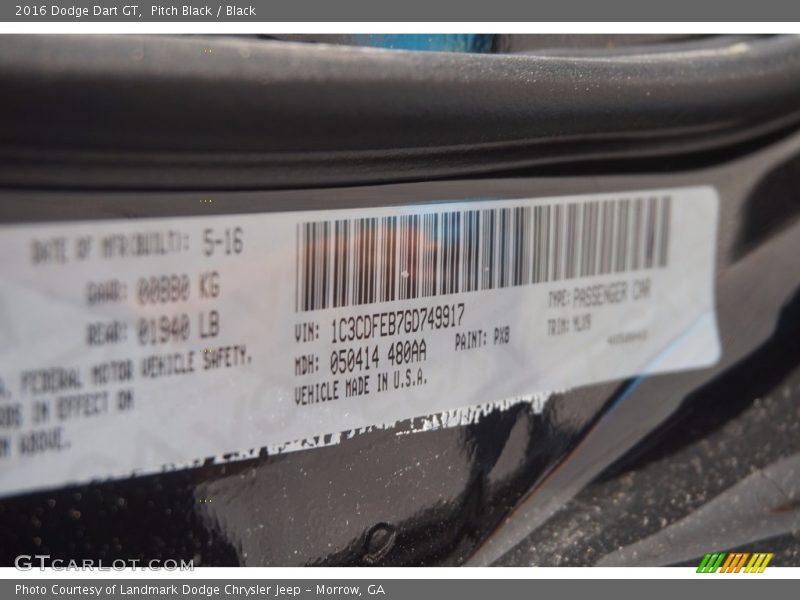 2016 Dodge Dart GT, Pitch Black / Black
DATE OF MFR(BUILT): 5-16
GAWR: 00880 KG
REAR: 01940 LB
FEDERAL MOTOR VEHICLE SAFETY.
IN EFFECT ON
ABOVE.
VIN: 1C3CDFEB7GD749917
MDH: 050414 480AA
PAINT: PX8
VEHICLE MADE IN U.S.A.
TYPE: PASSENGER CAR
TRIM:
GTCARLOT.COM
Photo Courtesy of Landmark Dodge Chrysler Jeep – Morrow, GA